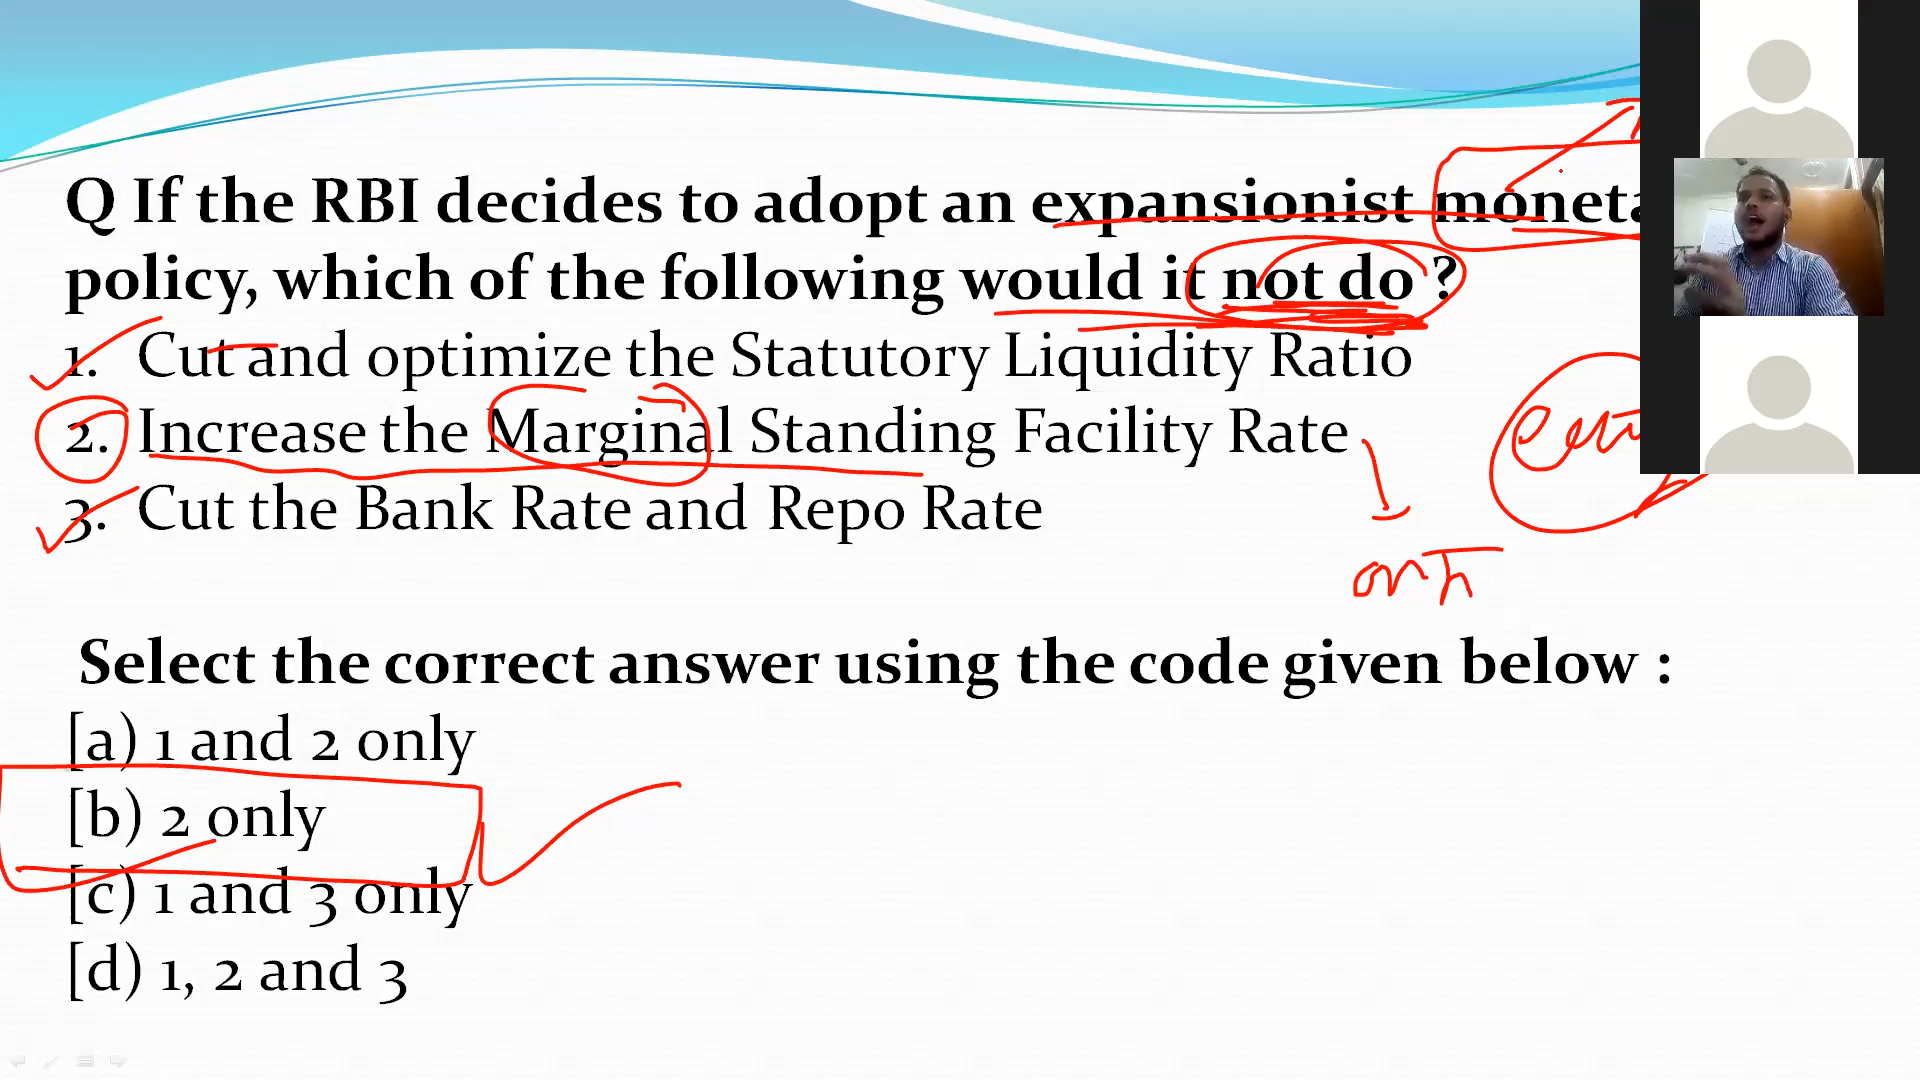 Q If the RBI decides to adopt an expansionist moneta
policy, which of the following would it not do ?
1. Cut and optimize the Statutory Liquidity Ratio
2. Increase the Marginal Standing Facility Rate
3. Cut the Bank Rate and Repo Rate
Select the correct answer using the code given below :
[a) 1 and 2 only
[b) 2 only
[c) 1 and 3 only
[d) 1, 2 and 3